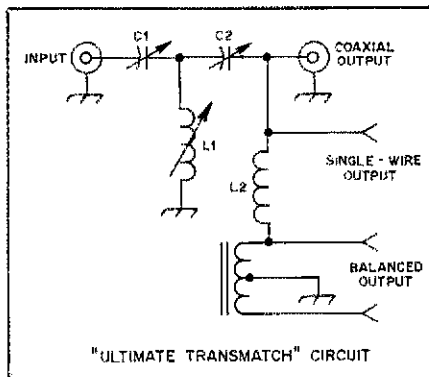 INPUT
C1
C2
COAXIAL
OUTPUT
L1
SINGLE-WIRE
OUTPUT
L2
BALANCED
OUTPUT
"ULTIMATE TRANSMATCH" CIRCUIT